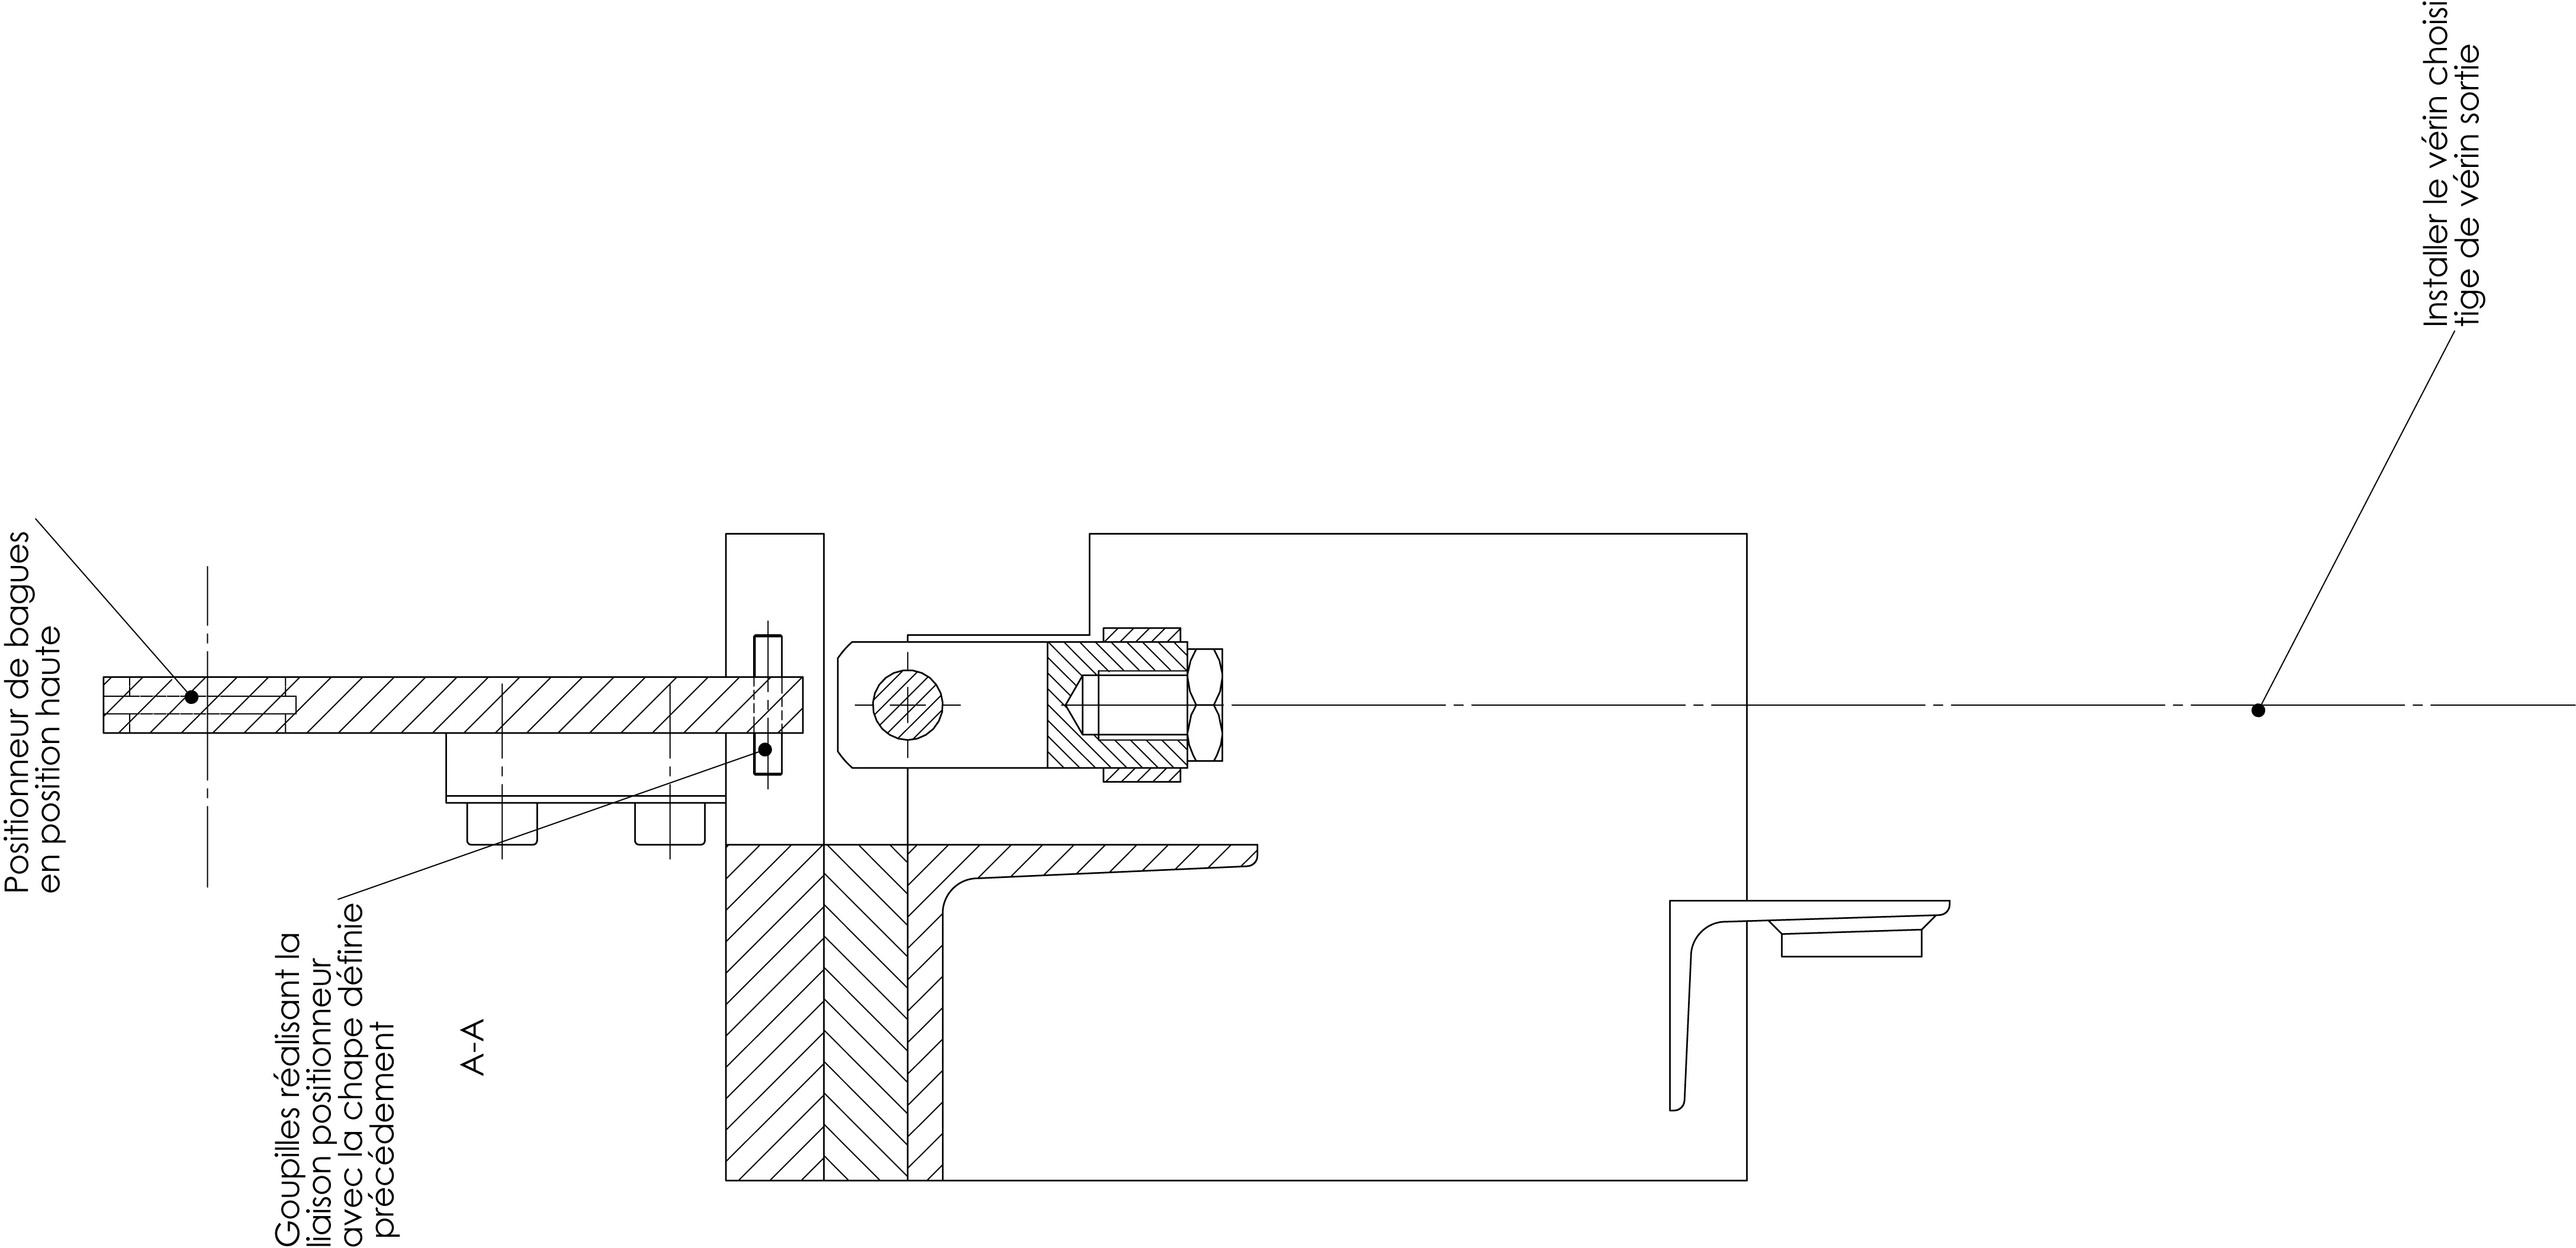 Positionneur de bagues
en position haute
Goupilles réalisant la
liaison positionneur
avec la chape définie
précédement
A-A
Installer le vérin choisi
tige de vérin sortie